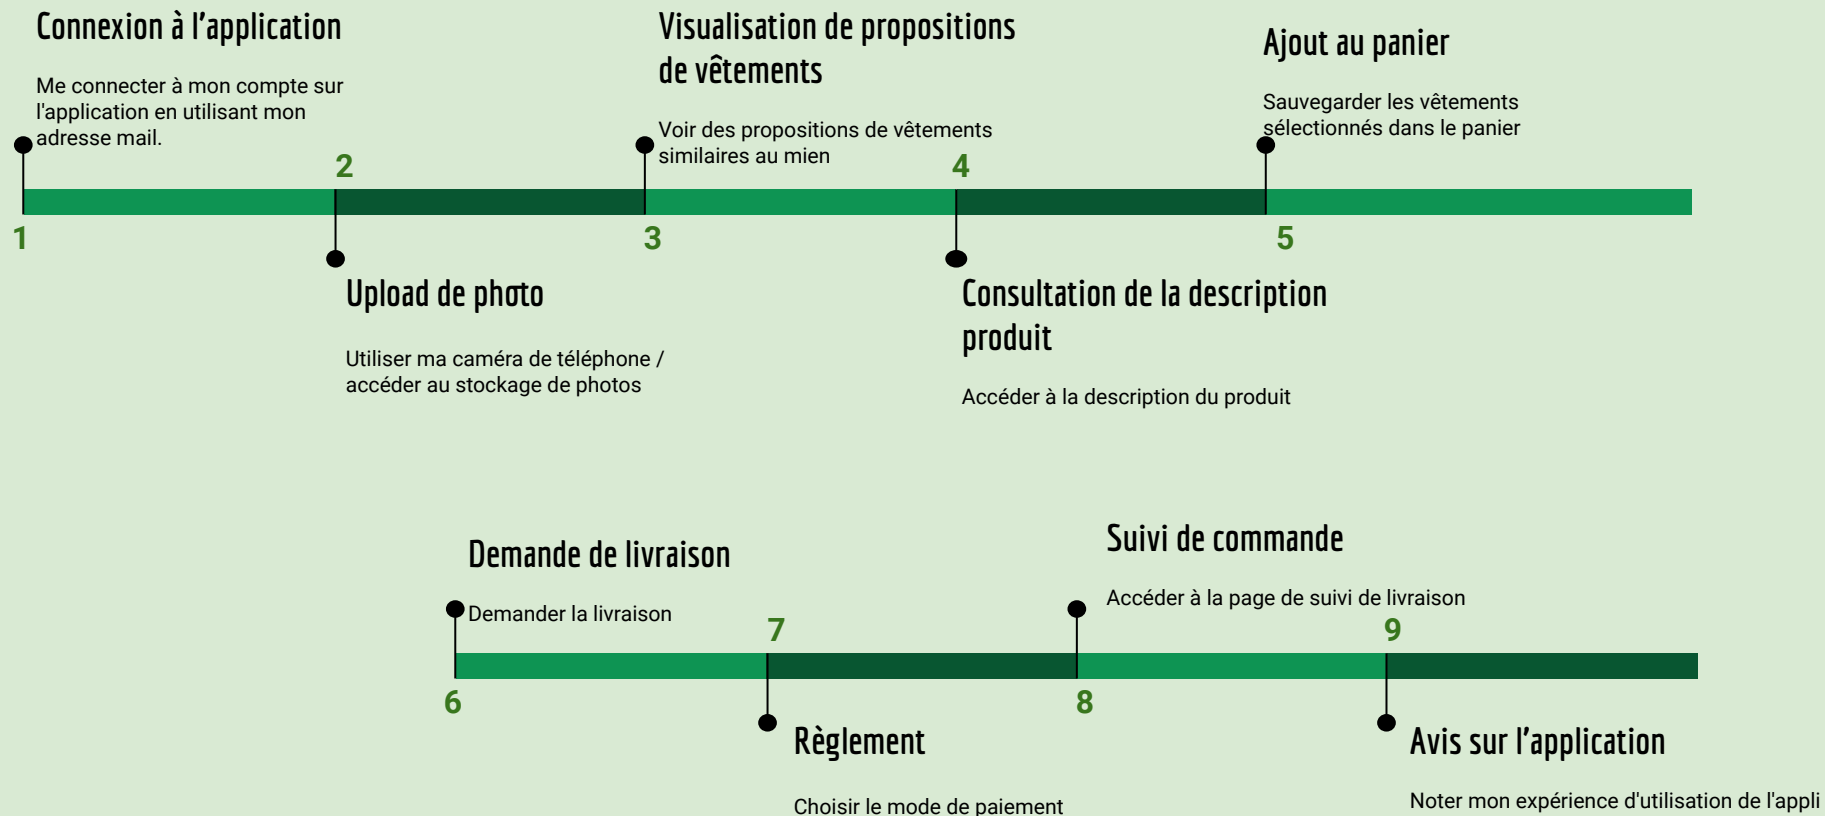 Connexion à l'application
Me connecter à mon compte sur
l'application en utilisant mon
adresse mail.
1
2
Upload de photo
Utiliser ma caméra de téléphone /
accéder au stockage de photos
Visualisation de propositions
de vêtements
Voir des propositions de vêtements
similaires au mien
3
4
Consultation de la description
produit
Accéder à la description du produit
Ajout au panier
Sauvegarder les vêtements
sélectionnés dans le panier
5
Demande de livraison
Demander la livraison
6
7
Règlement
Choisir le mode de paiement
Suivi de commande
Accéder à la page de suivi de livraison
8
9
Avis sur l'application
Noter mon expérience d'utilisation de l'appli